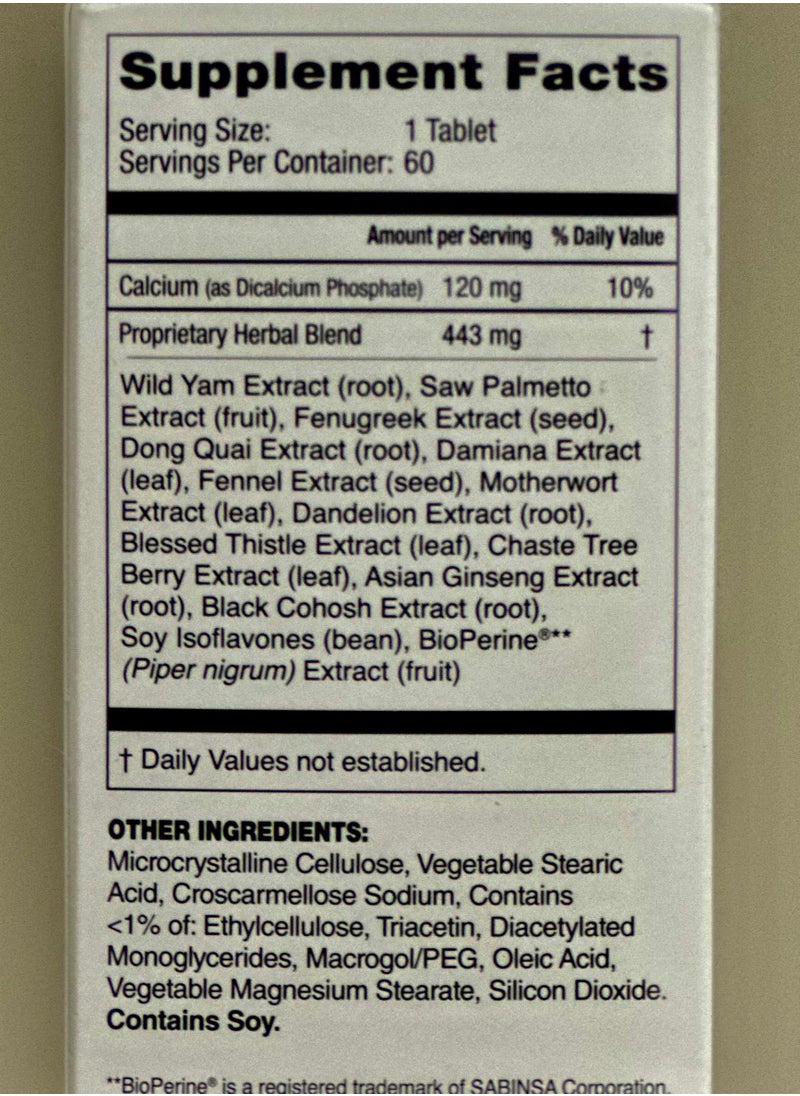 Supplement Facts
Serving Size: 1 Tablet
Servings Per Container: 60
Amount per Serving % Daily Value
Calcium (as Dicalcium Phosphate) 120 mg 10%
Proprietary Herbal Blend 443 mg †
Wild Yam Extract (root), Saw Palmetto
Extract (fruit), Fenugreek Extract (seed),
Dong Quai Extract (root), Damiana Extract
(leaf), Fennel Extract (seed), Motherwort
Extract (leaf), Dandelion Extract (root),
Blessed Thistle Extract (leaf), Chaste Tree
Berry Extract (leaf), Asian Ginseng Extract
(root), Black Cohosh Extract (root),
Soy Isoflavones (bean), BioPerine®**
(Piper nigrum) Extract (fruit)
† Daily Values not established.
OTHER INGREDIENTS:
Microcrystalline Cellulose, Vegetable Stearic
Acid, Croscarmellose Sodium, Contains
<1% of: Ethylcellulose, Triacetin, Diacetylated
Monoglycerides, Macrogol/PEG, Oleic Acid,
Vegetable Magnesium Stearate, Silicon Dioxide.
Contains Soy.
**BioPerine® is a registered trademark of SABINSA Corporation.